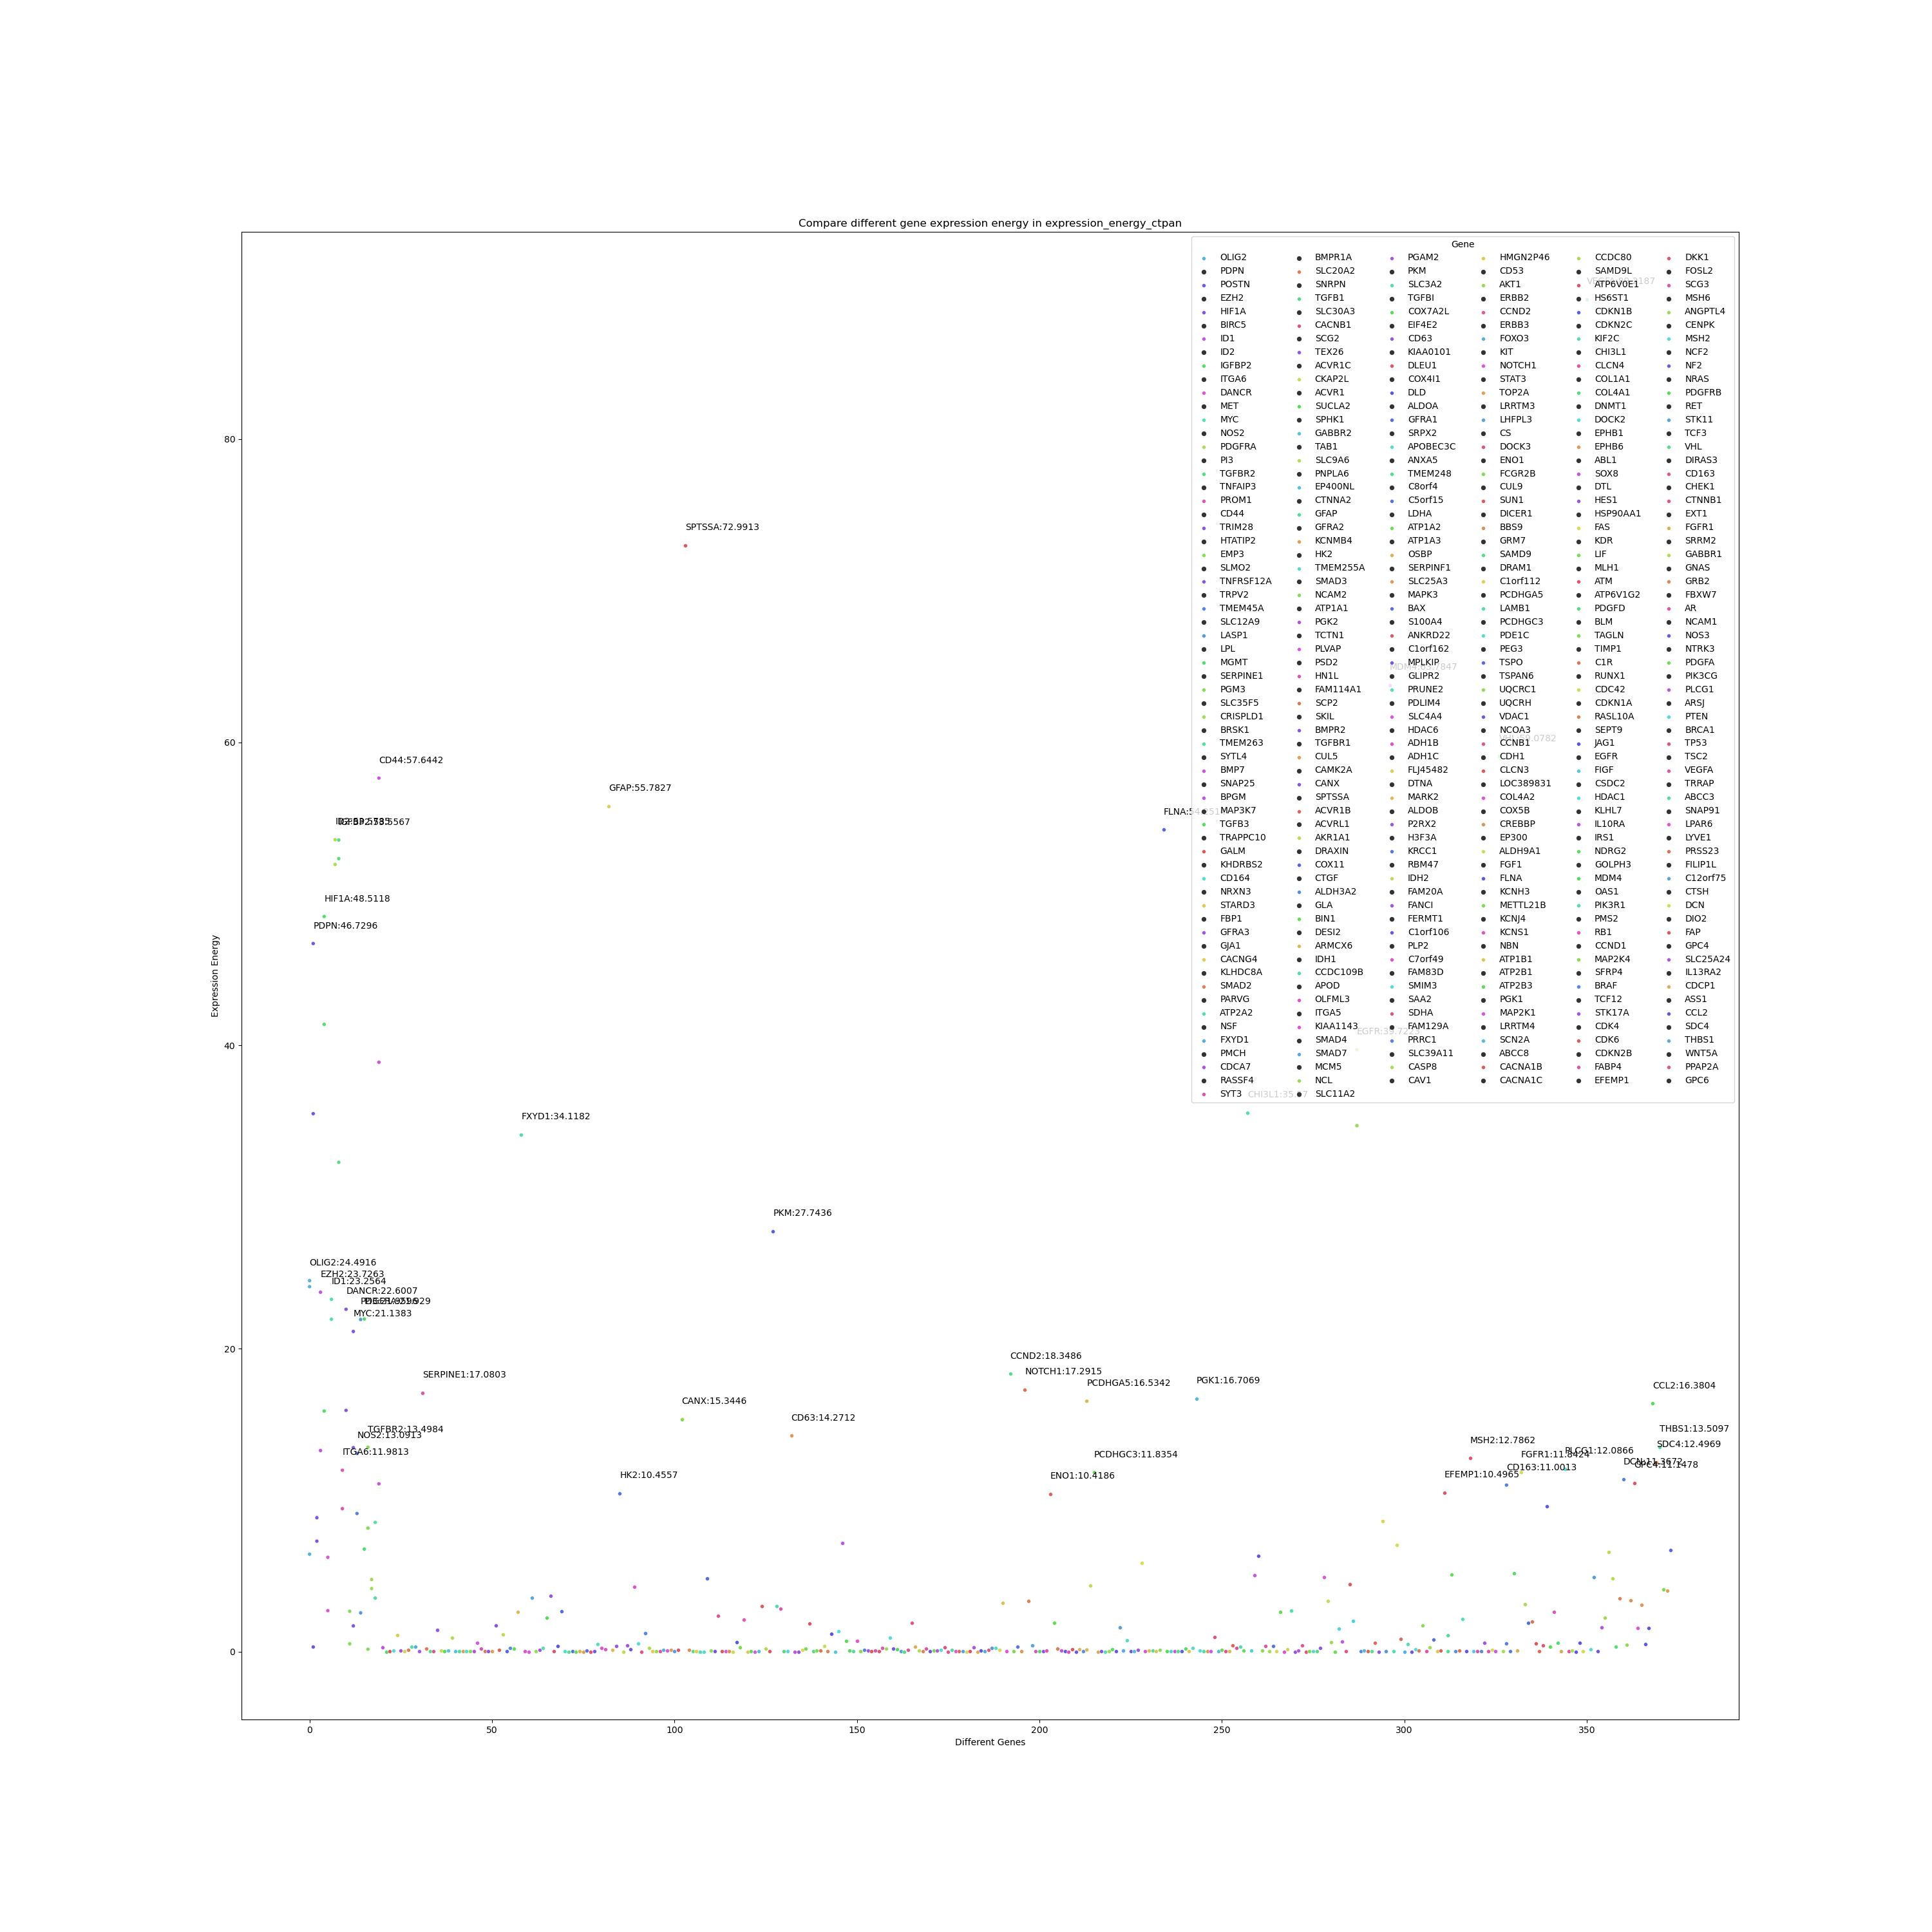 Compare different gene expression energy in expression_energy_ctpan
Gene
OLIG2 BMPR1A PGAM2 HMGN2P46 CCDC80 DKK1
PDPN SLC20A2 PKM CD53 SAMD9L FOSL2
POSTN SNRPN SLC3A2 AKT1 ATP6V0E1 SCG3
EZH2 TGFB1 TGFBI ERBB2 HS6ST1 MSH6
HIF1A SLC30A3 COX7A2L CCND2 CDKN1B ANGPTL4
BIRC5 CACNB1 EIF4E2 ERBB3 CDKN2C CENPK
ID1 SCG2 CD63 FOXO3 KIF2C MSH2
ID2 TEX26 KIAA0101 KIT CHI3L1 NCF2
IGFBP2 ACVR1C DLEU1 NOTCH1 CLCN4 NF2
ITGA6 CKAP2L COX4I1 STAT3 COL1A1 NRAS
DANCR ACVR1 DLD TOP2A COL4A1 PDGFRB
MET SUCLA2 ALDOA LRRTM3 DNMT1 RET
MYC SPHK1 GFRA1 LHFPL3 DOCK2 STK11
NOS2 GABBR2 SRPX2 CS EPHB1 TCF3
PDGFRA TAB1 APOBEC3C DOCK3 EPHB6 VHL
PI3 SLC9A6 ANXA5 ENO1 ABL1 DIRAS3
TGFBR2 PNPLA6 TMEM248 FCGR2B SOX8 CD163
TNFAIP3 EP400NL C8orf4 CUL9 DTL CHEK1
PROM1 CTNNA2 C5orf15 SUN1 HES1 CTNNB1
CD44 GFAP LDHA DICER1 HSP90AA1 EXT1
TRIM28 GFRA2 ATP1A2 BBS9 FAS FGFR1
HTATIP2 KCNMB4 ATP1A3 GRM7 KDR SRRM2
EMP3 HK2 OSBP SAMD9 LIF GABBR1
SLMO2 TMEM255A SERPINF1 DRAM1 MLH1 GNAS
TNFRSF12A SMAD3 SLC25A3 C1orf112 ATM GRB2
TRPV2 NCAM2 MAPK3 PCDHGA5 ATP6V1G2 FBXW7
TMEM45A ATP1A1 BAX LAMB1 PDGFD AR
SLC12A9 PGK2 S100A4 PCDHGC3 BLM NCAM1
LASP1 TCTN1 ANKRD22 PDE1C TAGLN NOS3
LPL PLVAP C1orf162 PEG3 TIMP1 NTRK3
MGMT PSD2 MPLKIP TSPO C1R PDGFA
SERPINE1 HN1L GLIPR2 TSPAN6 RUNX1 PIK3CG
PGM3 FAM114A1 PRUNE2 UQCRC1 CDC42 PLCG1
SLC35F5 SCP2 PDLIM4 UQCRH CDKN1A ARSJ
CRISPLD1 SKIL SLC4A4 VDAC1 RASL10A PTEN
BRSK1 BMPR2 HDAC6 NCOA3 SEPT9 BRCA1
TMEM263 TGFBR1 ADH1B CCNB1 JAG1 TP53
SYTL4 CUL5 ADH1C CDH1 EGFR TSC2
BMP7 CAMK2A FLJ45482 CLCN3 FIGF VEGFA
SNAP25 CANX DTNA LOC389831 CSDC2 TRRAP
BPGM SPTSSA MARK2 COL4A2 HDAC1 ABCC3
MAP3K7 ACVR1B ALDOB COX5B KLHL7 SNAP91
TGFB3 ACVRL1 P2RX2 CREBBP IL10RA LPAR6
TRAPPC10 AKR1A1 H3F3A EP300 IRS1 LYVE1
GALM DRAXIN KRCC1 ALDH9A1 NDRG2 PRSS23
KHDRBS2 COX11 RBM47 FGF1 GOLPH3 FILIP1L
CD164 CTGF IDH2 FLNA MDM4 C12orf75
NRXN3 ALDH3A2 FAM20A KCNH3 OAS1 CTSH
STARD3 GLA FANCI METTL21B PIK3R1 DCN
FBP1 BIN1 FERMT1 KCNJ4 PMS2 DIO2
GFRA3 DESI2 C1orf106 KCNS1 RB1 FAP
GJA1 ARMCX6 PLP2 NBN CCND1 GPC4
CACNG4 IDH1 C7orf49 ATP1B1 MAP2K4 SLC25A24
KLHDC8A CCDC109B FAM83D ATP2B1 SFRP4 IL13RA2
SMAD2 APOD SMIM3 ATP2B3 BRAF CDCP1
PARVG OLFML3 SAA2 PGK1 TCF12 ASS1
ATP2A2 ITGA5 SDHA MAP2K1 STK17A CCL2
NSF KIAA1143 FAM129A LRRTM4 CDK4 SDC4
FXYD1 SMAD4 PRRC1 SCN2A CDK6 THBS1
PMCH SMAD7 SLC39A11 ABCC8 CDKN2B WNT5A
CDCA7 MCM5 CASP8 CACNA1B FABP4 PPAP2A
RASSF4 NCL CAV1 CACNA1C EFEMP1 GPC6
SYT3 SLC11A2
80
SPTSSA:72.9913
60
CD44:57.6442
GFAP:55.7827
HIF1A:48.5118
PDPN:46.7296
40
FXYD1:34.1182
PKM:27.7436
OLIG2:24.4916
EZH2:23.7263
ID1:23.2564
DANCR:22.6007
MYC:21.1383
20
CCND2:18.3486
NOTCH1:17.2915
SERPINE1:17.0803
PGK1:16.7069
PCDHGA5:16.5342
CCL2:16.3804
CANX:15.3446
CD63:14.2712
TGFBR2:13.4984
THBS1:13.5097
NOS2:13.0913
MSH2:12.7862
SDC4:12.4969
PLCG1:12.0866
ITGA6:11.9813
PCDHGC3:11.8354
FGFR1:11.8424
DCN:11.3672
GPC4:11.1478
CD163:11.0013
HK2:10.4557
ENO1:10.4186
EFEMP1:10.4965
0
0 50 100 150 200 250 300 350
Different Genes
Expression Energy